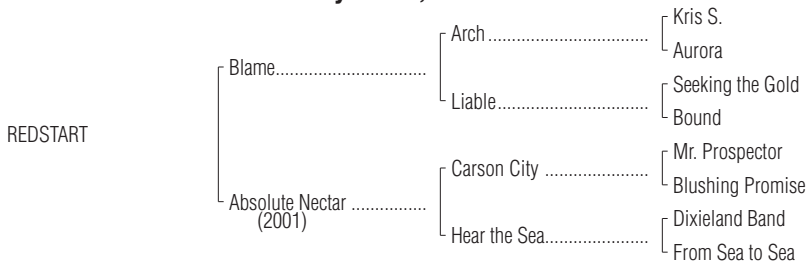 Kris S.
Arch
Aurora
Blame
Seeking the Gold
Liable
Bound
REDSTART
Mr. Prospector
Carson City
Blushing Promise
Absolute Nectar
(2001)
Dixieland Band
Hear the Sea
From Sea to Sea